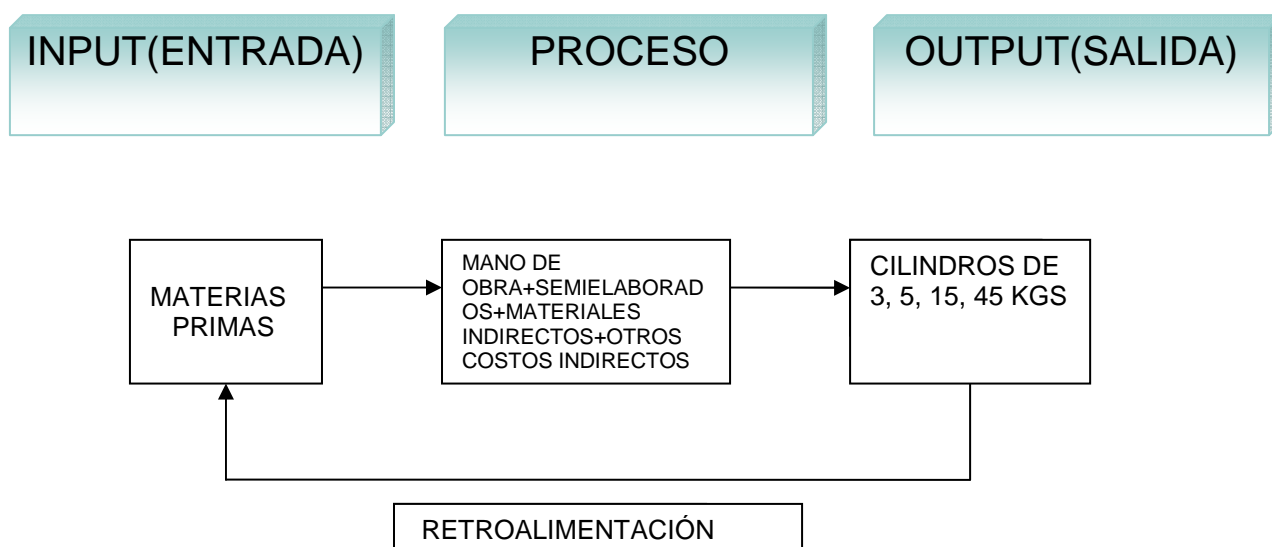 INPUT(ENTRADA)
PROCESO
OUTPUT(SALIDA)
MATERIAS
PRIMAS
MANO DE
OBRA+SEMIELABORAD
OS+MATERIALES
INDIRECTOS+OTROS
COSTOS INDIRECTOS
CILINDROS DE
3, 5, 15, 45 KGS
RETROALIMENTACIÓN